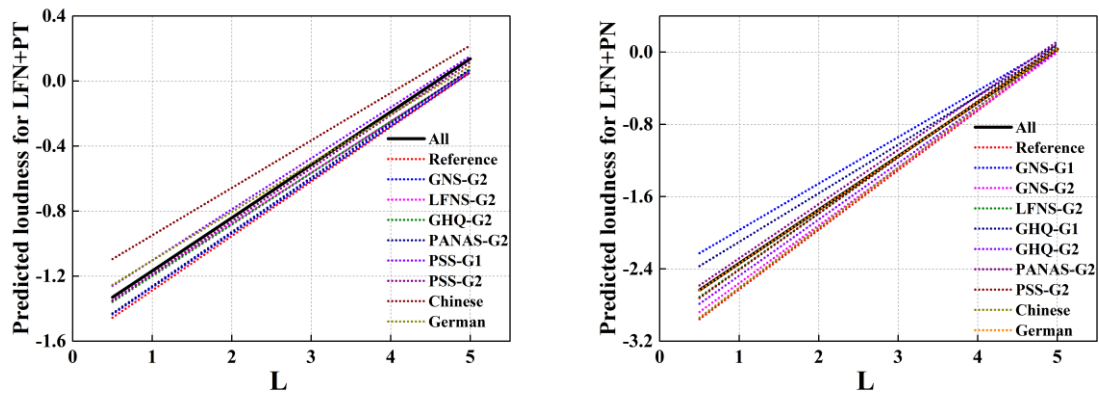 Predicted loudness for LFN+PT
0.4
0.0
-0.4
-0.8
-1.2
-1.6
0 1 2 3 4 5
L
All
Reference
GNS-G2
LFNS-G2
GHQ-G2
PANAS-G2
PSS-G1
PSS-G2
Chinese
German
Predicted loudness for LFN+PN
0.0
-0.8
-1.6
-2.4
-3.2
0 1 2 3 4 5
L
All
Reference
GNS-G1
GNS-G2
LFNS-G2
GHQ-G1
GHQ-G2
PANAS-G2
PSS-G2
Chinese
German